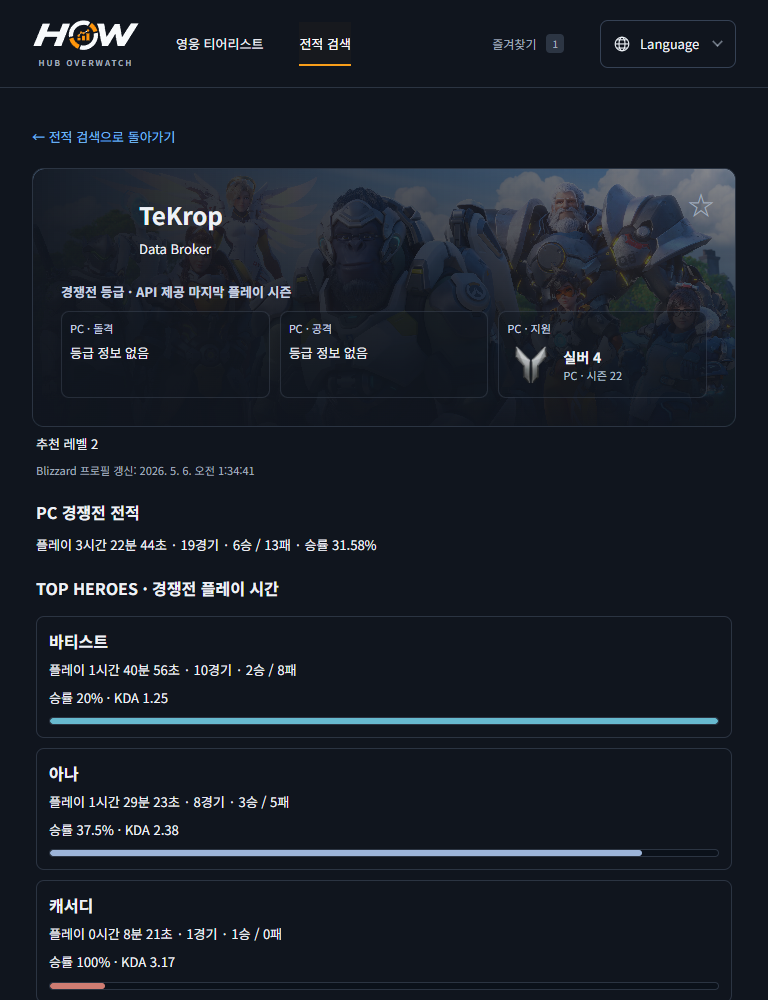 HOW
HUB OVERWATCH
영웅 티어리스트
전적 검색
즐겨찾기 1
Language
← 전적 검색으로 돌아가기
TeKrop
Data Broker
경쟁전 등급 · API 제공 마지막 플레이 시즌
PC · 돌격
등급 정보 없음
PC · 공격
등급 정보 없음
PC · 지원
실버 4
PC · 시즌 22
추천 레벨 2
Blizzard 프로필 갱신: 2026. 5. 6. 오전 1:34:41
PC 경쟁전 전적
플레이 3시간 22분 44초 · 19경기 · 6승 / 13패 · 승률 31.58%
TOP HEROES · 경쟁전 플레이 시간
바티스트
플레이 1시간 40분 56초 · 10경기 · 2승 / 8패
승률 20% · KDA 1.25
아나
플레이 1시간 29분 23초 · 8경기 · 3승 / 5패
승률 37.5% · KDA 2.38
캐서디
플레이 0시간 8분 21초 · 1경기 · 1승 / 0패
승률 100% · KDA 3.17